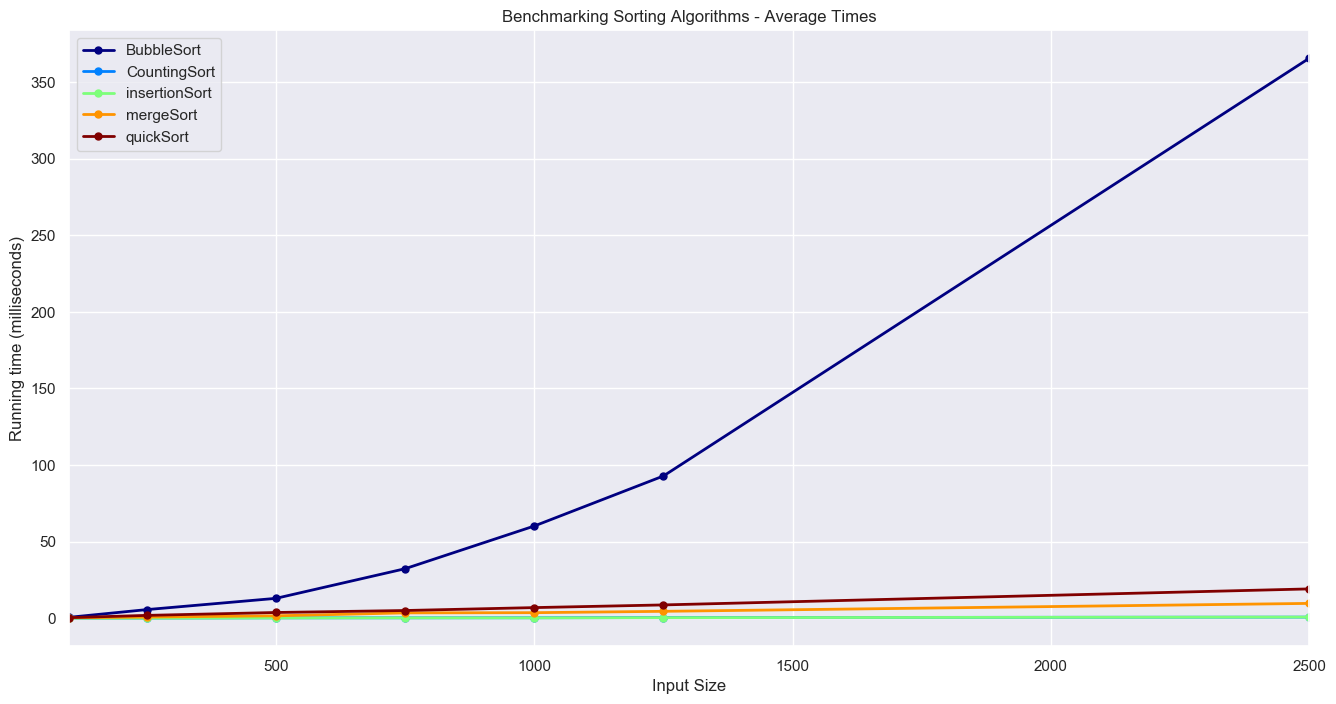 Benchmarking Sorting Algorithms - Average Times
BubbleSort
CountingSort
insertionSort
mergeSort
quickSort
Running time (milliseconds)
350
300
250
200
150
100
50
0
500
1000
1500
2000
2500
Input Size